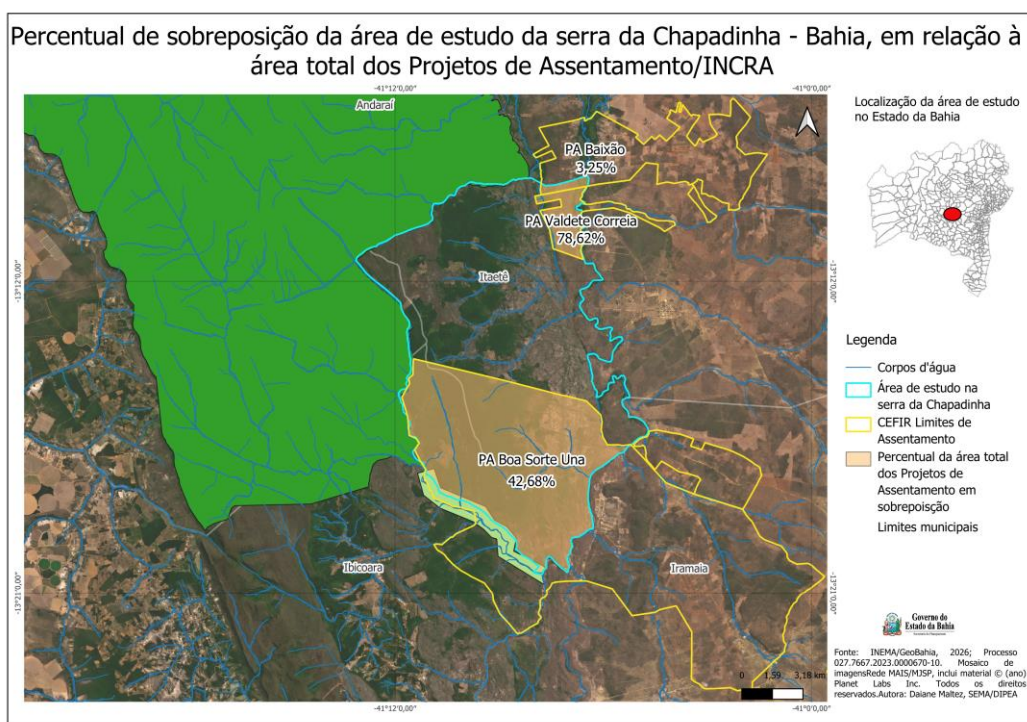 Percentual de sobreposição da área de estudo da serra da Chapadinha - Bahia, em relação à
área total dos Projetos de Assentamento/INCRA
-41°12'0,00"
-41°0'0,00"
Andaraí
PA Baixão
3,25%
PA Valdete Correia
78,62%
-13°12'0,00"
Itaetê
-13°12'0,00"
PA Boa Sorte Una
42,68%
Ibicoara
Iramaia
-13°21'0,00"
-13°21'0,00"
0 1,59 3,18 km
-41°12'0,00"
-41°0'0,00"
Localização da área de estudo
no Estado da Bahia
Legenda
Corpos d'água
Área de estudo na
serra da Chapadinha
CEFIR Limites de
Assentamento
Percentual da área total
dos Projetos de
Assentamento em
sobrepoisção
Limites municipais
Governo do
Estado da Bahia
Fonte: INEMA/GeoBahia, 2026; Processo
027.7667.2023.0000670-10. Mosaico de
imagensRede MAIS/MJSP, inclui material © (ano)
Planet Labs Inc. Todos os direitos
reservados.Autora: Daiane Maltez, SEMA/DIPEA